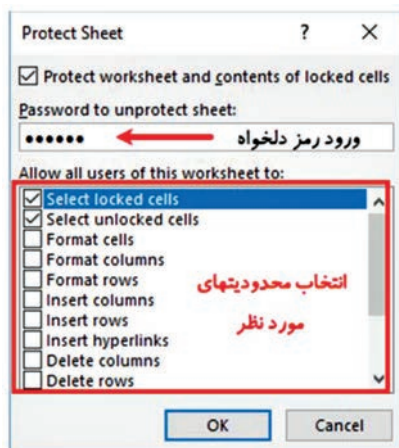 Protect Sheet ? ×
Protect worksheet and contents of locked cells
Password to unprotect sheet:
•••••• ورود رمز دلخواه
Allow all users of this worksheet to:
Select locked cells
Select unlocked cells
Format cells
Format columns
Format rows
Insert columns
Insert rows
Insert hyperlinks
Delete columns
Delete rows
انتخاب محدودیتهای
مورد نظر
OK Cancel